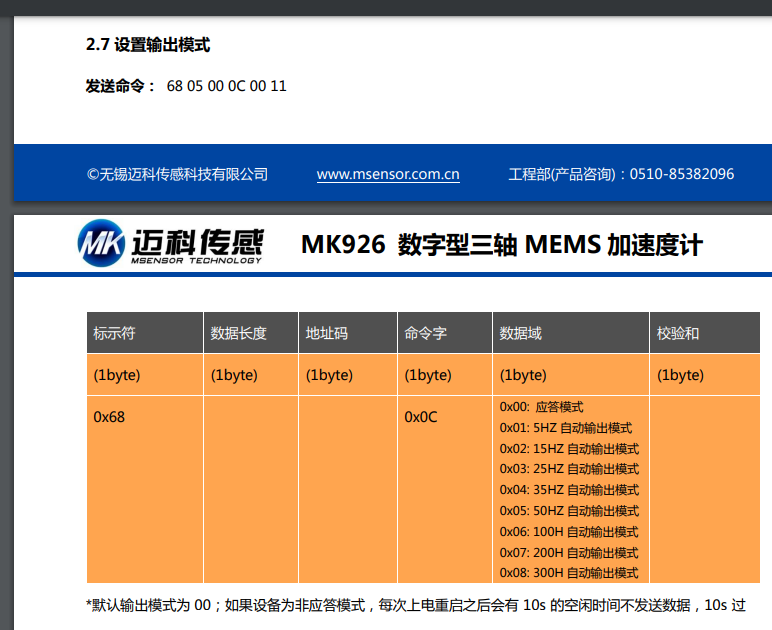 2.7 设置输出模式
发送命令： 68 05 00 0C 00 11
©无锡迈科传感科技有限公司 www.msensor.com.cn 工程部(产品咨询)：0510-85382096
MK 迈科传感 MSENSOR TECHNOLOGY MK926 数字型三轴 MEMS 加速度计
标示符 数据长度 地址码 命令字 数据域 校验和
(1byte) (1byte) (1byte) (1byte) (1byte) (1byte)
0x68 0x0C
0x00: 应答模式
0x01: 5HZ 自动输出模式
0x02: 15HZ 自动输出模式
0x03: 25HZ 自动输出模式
0x04: 35HZ 自动输出模式
0x05: 50HZ 自动输出模式
0x06: 100H 自动输出模式
0x07: 200H 自动输出模式
0x08: 300H 自动输出模式
*默认输出模式为 00；如果设备为非应答模式，每次上电重启之后会有 10s 的空闲时间不发送数据，10s 过